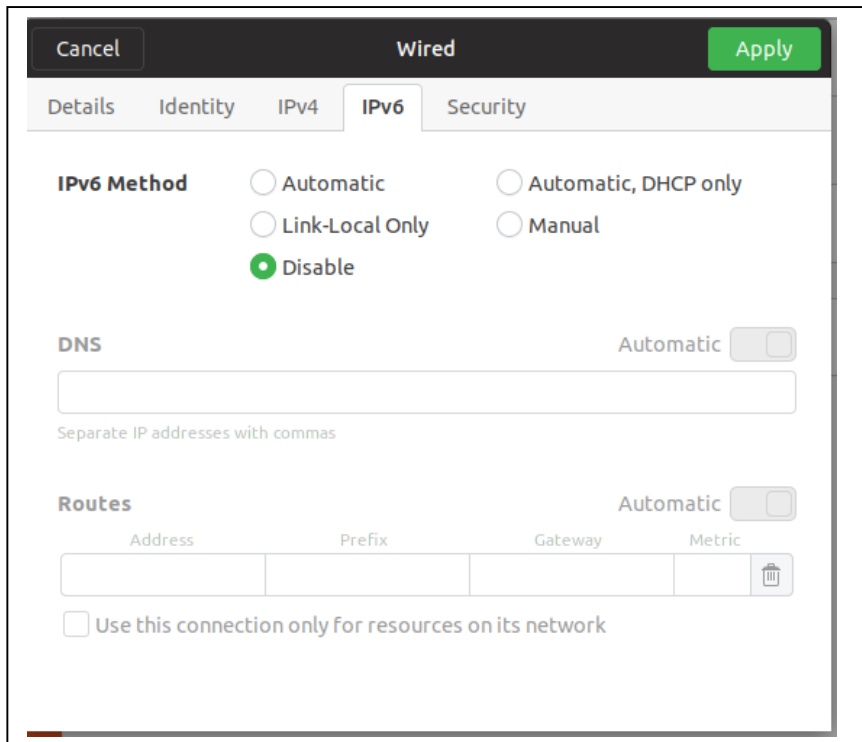 Cancel Wired Apply
Details Identity IPv4 IPv6 Security
IPv6 Method Automatic Automatic, DHCP only
Link-Local Only Manual
Disable
DNS Automatic
Separate IP addresses with commas
Routes Automatic
Address Prefix Gateway Metric
Use this connection only for resources on its network